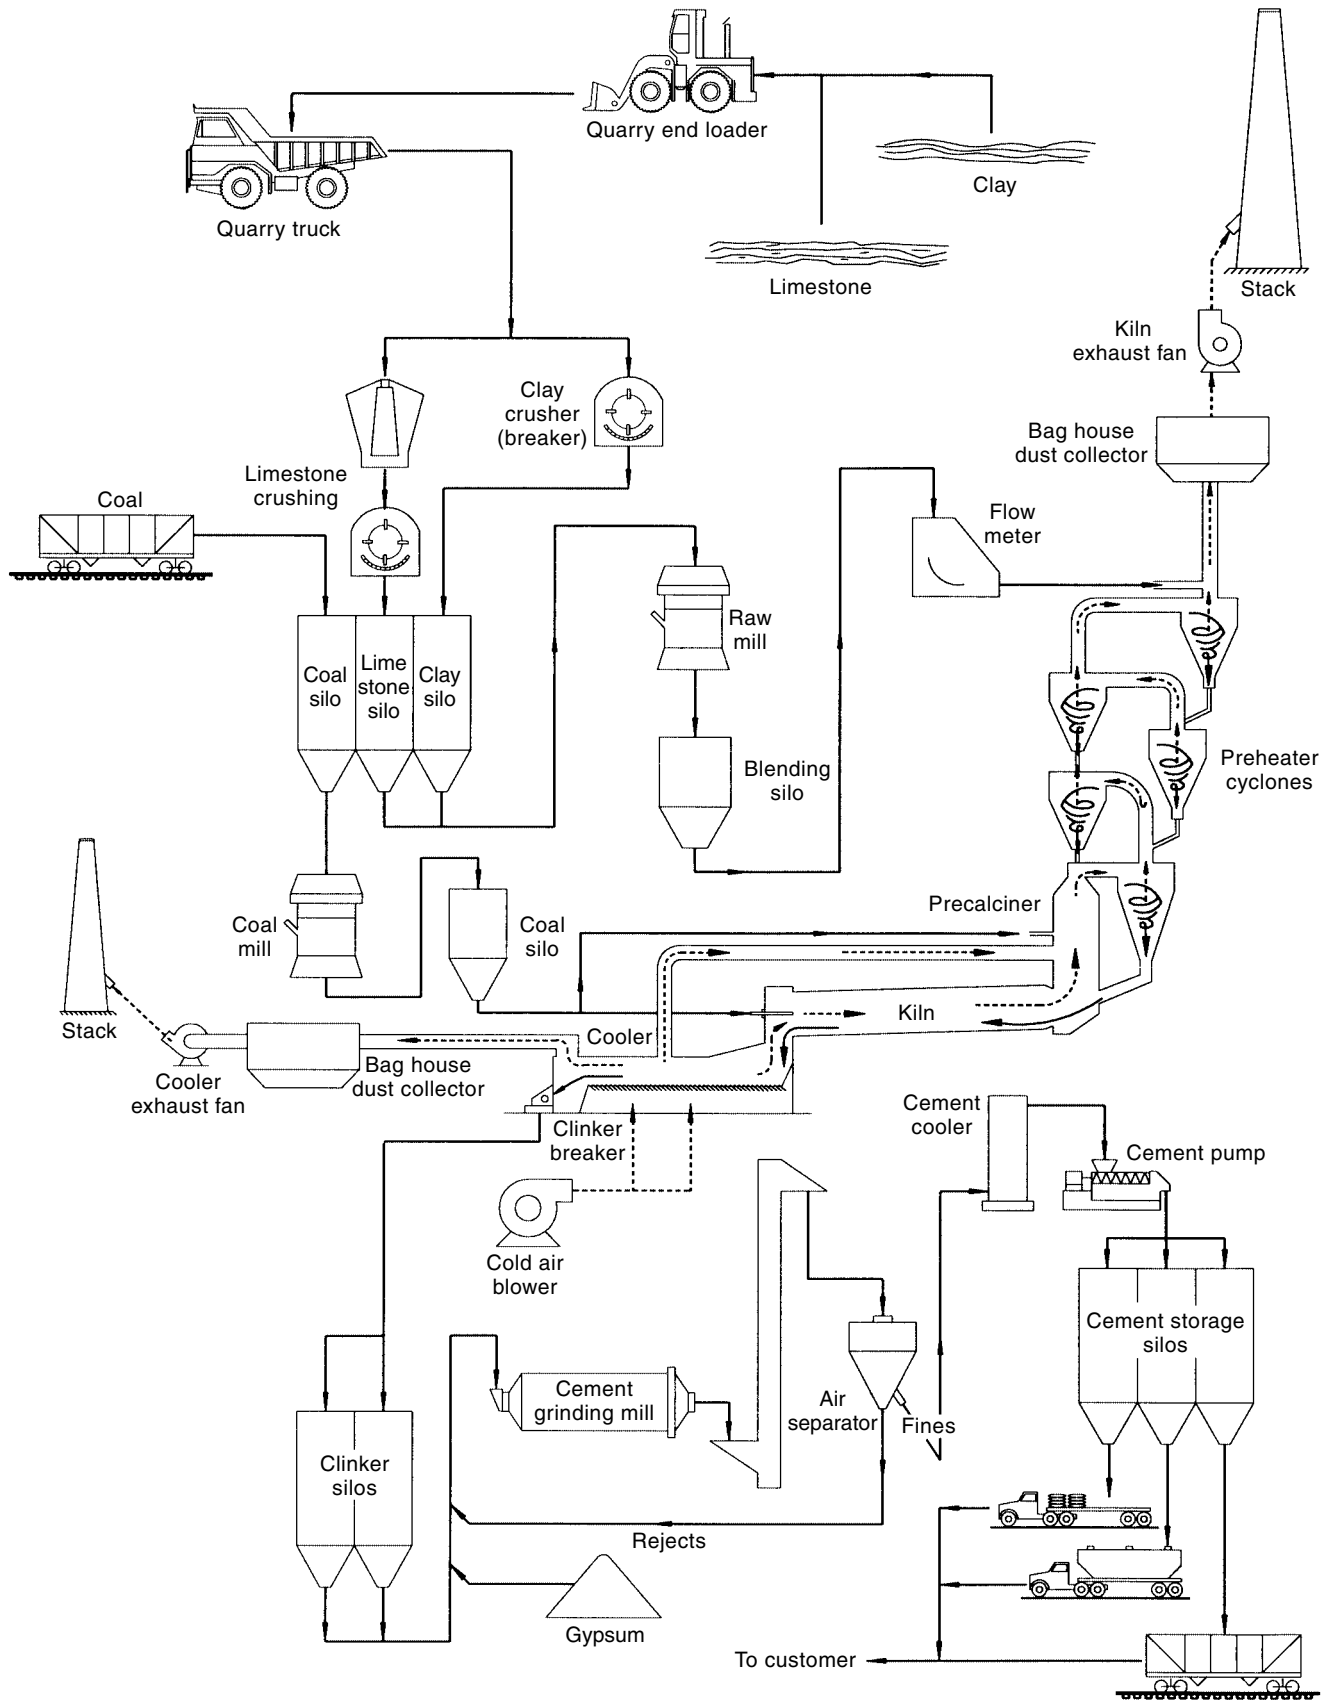 Quarry end loader
Clay
Quarry truck
Limestone
Stack
Kiln
exhaust fan
Clay
crusher
(breaker)
Bag house
dust collector
Limestone
crushing
Coal
Flow
meter
Raw
mill
Coal
silo
Lime
stone
silo
Clay
silo
Blending
silo
Preheater
cyclones
Precalciner
Coal
mill
Coal
silo
Kiln
Stack
Cooler
Bag house
dust collector
Cooler
exhaust fan
Clinker
breaker
Cement
cooler
Cement pump
Cold air
blower
Cement storage
silos
Cement
grinding mill
Air
separator
Fines
Clinker
silos
Rejects
Gypsum
To customer